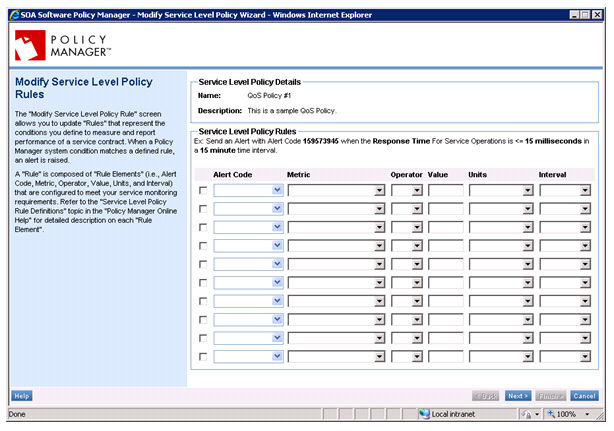 SOA Software Policy Manager - Modify Service Level Policy Wizard - Windows Internet Explorer
POLICY
MANAGER™
Modify Service Level Policy
Rules
The "Modify Service Level Policy Rule" screen
allows you to update "Rules" that represent the
conditions you define to measure and report
performance of a service contract. When a Policy
Manager system condition matches a defined rule,
an alert is raised.
A "Rule" is composed of "Rule Elements" (i.e., Alert
Code, Metric, Operator, Value, Units, and Interval)
that are configured to meet your service monitoring
requirements. Refer to the "Service Level Policy
Rule Definitions" topic in the "Policy Manager Online
Help" for detailed description on each "Rule
Element".
Service Level Policy Details
Name: QoS Policy #1
Description: This is a sample QoS Policy.
Service Level Policy Rules
Ex: Send an Alert with Alert Code 159573945 when the Response Time For Service Operations is <= 15 milliseconds in
a 15 minute time interval.
Alert Code Metric Operator Value Units Interval
Help
< Back Next > Finish Cancel
Done Local intranet 100%